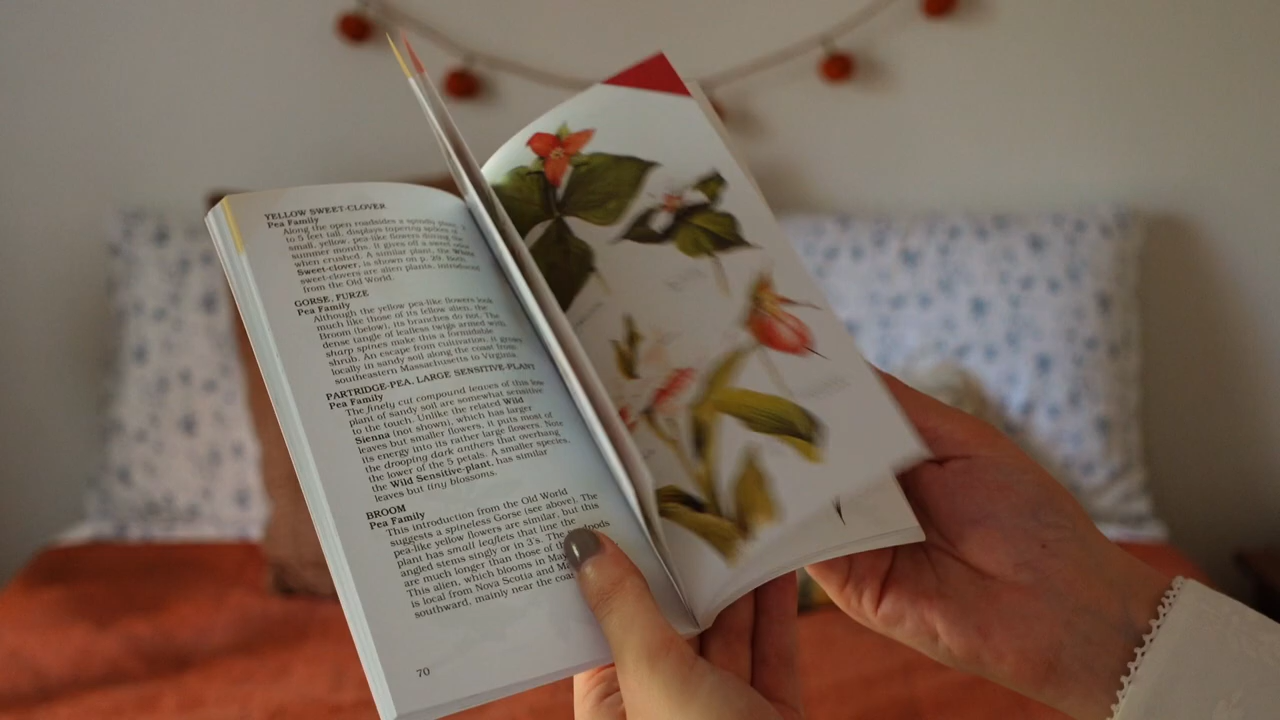 YELLOW SWEET-CLOVER
Pea Family
Along the open roadsides a spindly plant, 2
to 5 feet tall, displays tapering spikes of
small, yellow, pea-like flowers during the
summer months. It gives off a sweet odor
when crushed. A similar plant, the White
Sweet-clover, is shown on p. 29. Both
sweet-clovers are alien plants, introduced
from the Old World.
GORSE, FURZE
Pea Family
Although the yellow pea-like flowers look
much like those of its fellow alien, the
Broom (below), its branches do not. The
dense tangle of leafless twigs armed with
sharp spines make this a formidable
shrub. An escape from cultivation, it grows
locally in sandy soil along the coast from
southeastern Massachusetts to Virginia.
PARTRIDGE-PEA, LARGE SENSITIVE-PLANT
Pea Family
The finely cut compound leaves of this low
plant of sandy soil are somewhat sensitive
to the touch. Unlike the related Wild
Sienna (not shown), which has larger
leaves but smaller flowers, it puts most of
its energy into its rather large flowers. Note
the drooping dark anthers that overhang
the lower of the 5 petals. A smaller species,
the Wild Sensitive-plant, has similar
leaves but tiny blossoms.
BROOM
Pea Family
This introduction from the Old World
suggests a spineless Gorse (see above). The
pea-like yellow flowers are similar, but this
plant has small leaflets that line the
angled stems singly or in 3's. The pods
are much longer than those of
This alien, which blooms in May
is local from Nova Scotia and
southward, mainly near the coast
70